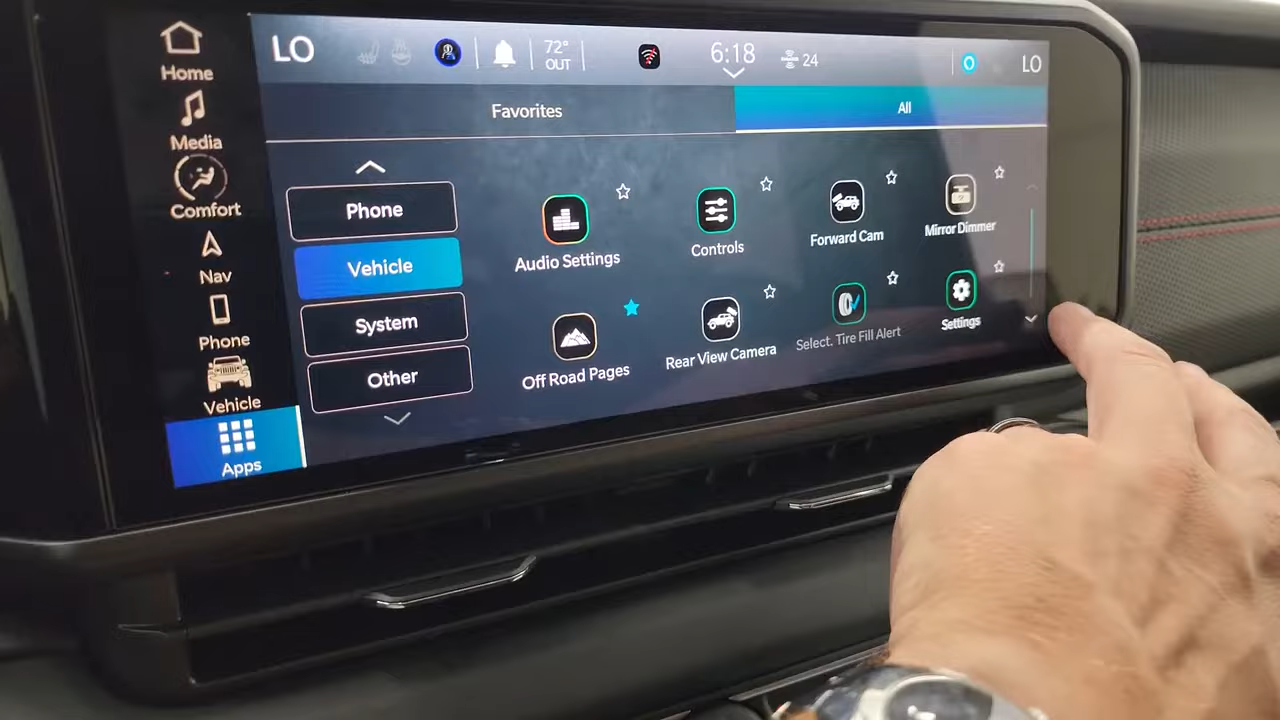 LO
72°
OUT
6:18
24
LO
Home
Media
Comfort
Nav
Phone
Vehicle
Apps
Favorites
All
Phone
Vehicle
System
Other
Audio Settings
Controls
Forward Cam
Mirror Dimmer
Off Road Pages
Rear View Camera
Select. Tire Fill Alert
Settings